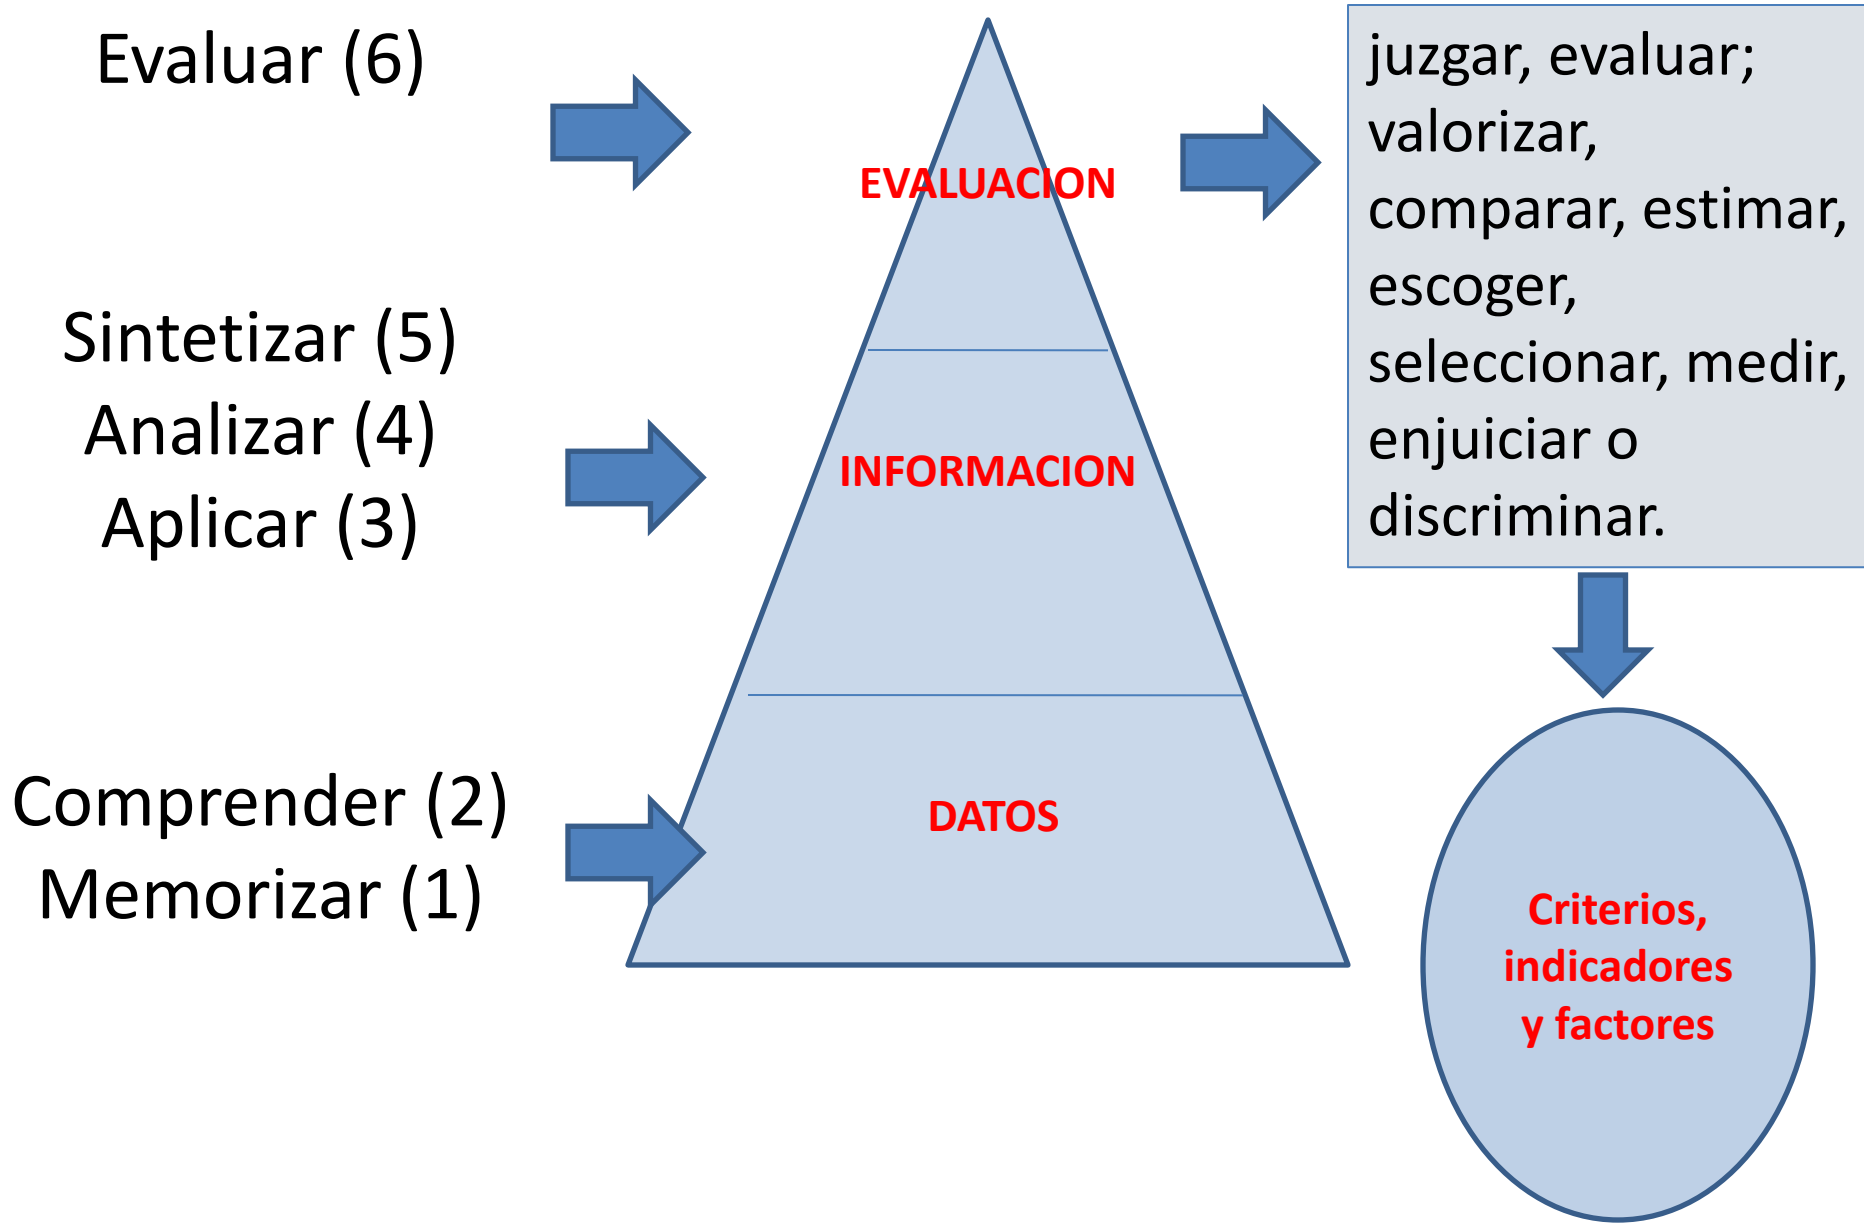 Evaluar (6)
Sintetizar (5)
Analizar (4)
Aplicar (3)
Comprender (2)
Memorizar (1)
EVALUACION
INFORMACION
DATOS
juzgar, evaluar;
valorizar,
comparar, estimar,
escoger,
seleccionar, medir,
enjuiciar o
discriminar.
Criterios,
indicadores
y factores